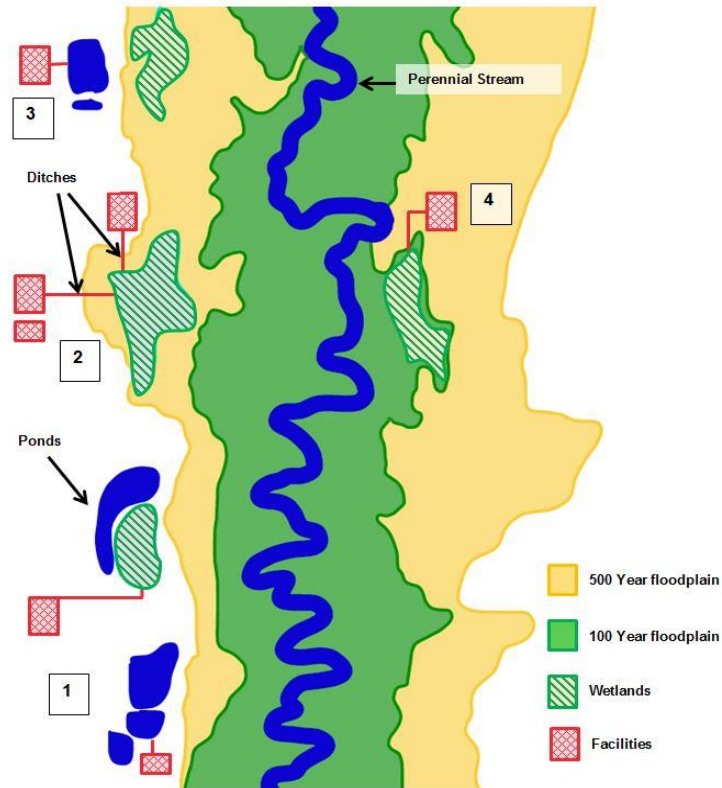 Perennial Stream
3
Ditches
4
2
Ponds
500 Year floodplain
100 Year floodplain
1
Wetlands
Facilities